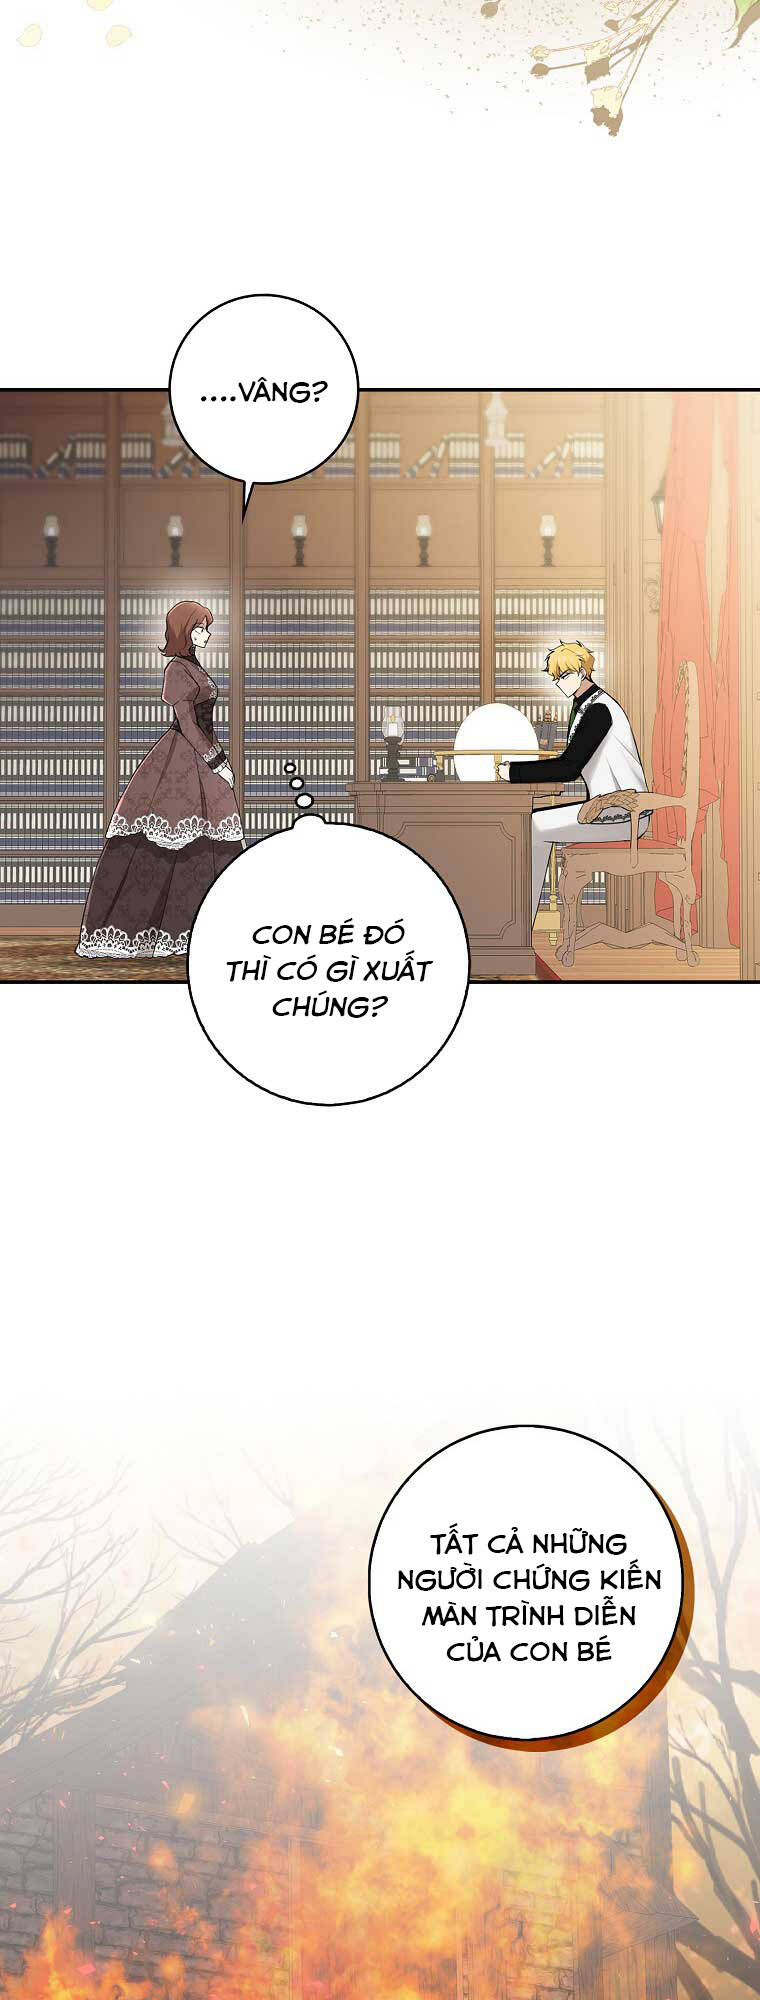 ....VÂNG?
CON BÉ ĐÓ
THÌ CÓ GÌ XUẤT
CHÚNG?
TẤT CẢ NHỮNG
NGƯỜI CHỨNG KIẾN
MÀN TRÌNH DIỄN
CỦA CON BÉ